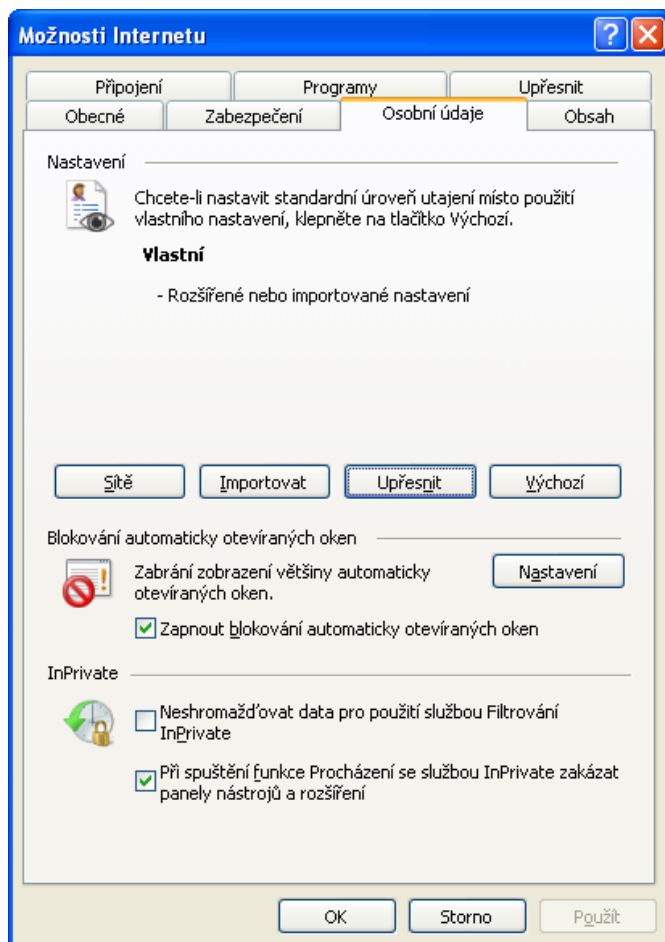 Možnosti Internetu
Připojení Programy Upřesnit
Obecné Zabezpečení Osobní údaje Obsah
Nastavení
Chcete-li nastavit standardní úroveň utajení místo použití
vlastního nastavení, klepněte na tlačítko Výchozí.
Vlastní
- Rozšířené nebo importované nastavení
Sítě Importovat Upřesnit Výchozí
Blokování automaticky otevíraných oken
Zabrání zobrazení většiny automaticky
otevíraných oken.
Nastavení
Zapnout blokování automaticky otevíraných oken
InPrivate
Neshromažďovat data pro použití službou Filtrování
InPrivate
Při spuštění funkce Procházení se službou InPrivate zakázat
panely nástrojů a rozšíření
OK Storno Použít